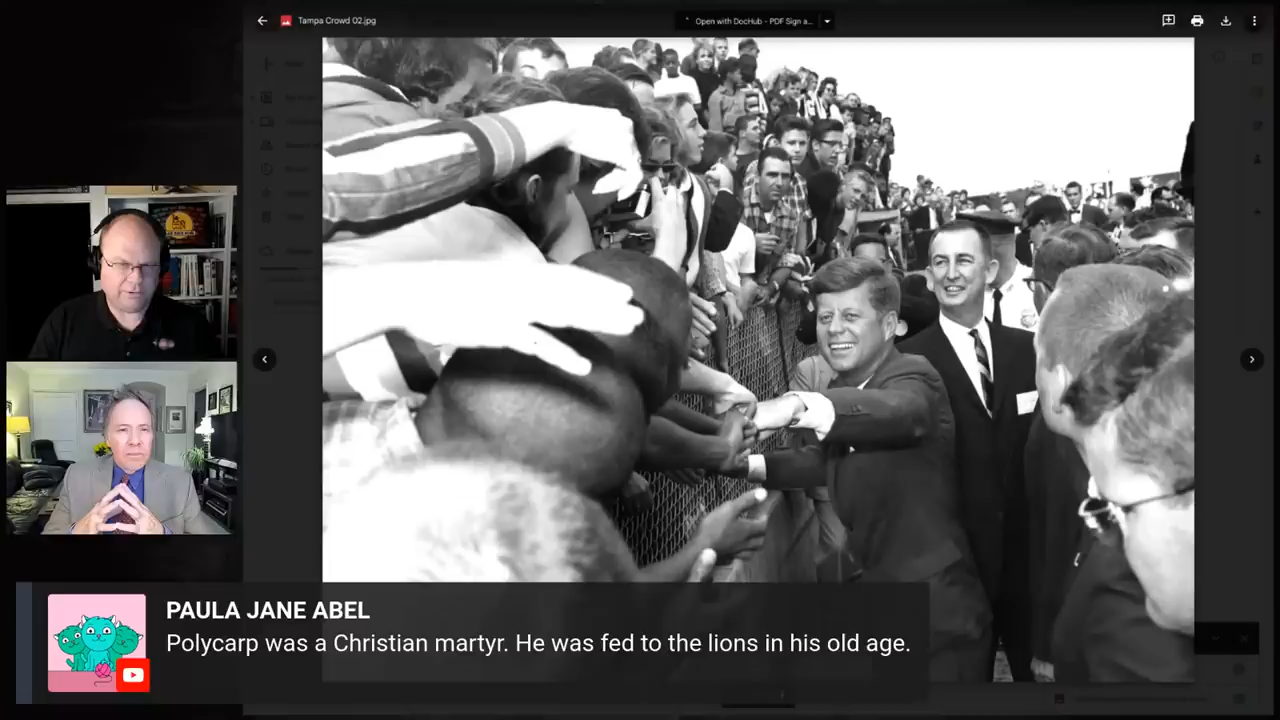 Tampa Crowd 02.jpg
Open with DocHub - PDF Sign a...
PAULA JANE ABEL
Polycarp was a Christian martyr. He was fed to the lions in his old age.